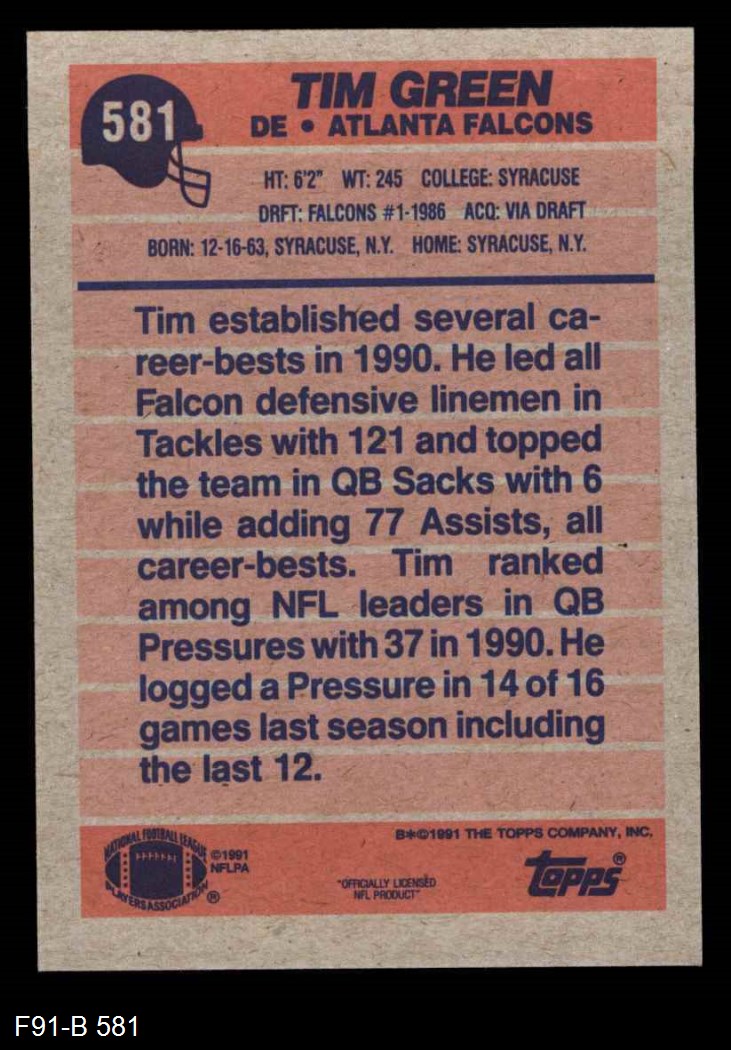 581
TIM GREEN
DE • ATLANTA FALCONS
HT: 6'2" WT: 245 COLLEGE: SYRACUSE
DRFT: FALCONS #1-1986 ACQ: VIA DRAFT
BORN: 12-16-63, SYRACUSE, N.Y. HOME: SYRACUSE, N.Y.
Tim established several ca-
reer-bests in 1990. He led all
Falcon defensive linemen in
Tackles with 121 and topped
the team in QB Sacks with 6
while adding 77 Assists, all
career-bests. Tim ranked
among NFL leaders in QB
Pressures with 37 in 1990. He
logged a Pressure in 14 of 16
games last season including
the last 12.
B*©1991 THE TOPPS COMPANY, INC.
NATIONAL FOOTBALL LEAGUE
PLAYERS ASSOCIATION ®
©1991
NFLPA
"OFFICIALLY LICENSED
NFL PRODUCT"
topps®
F91-B 581